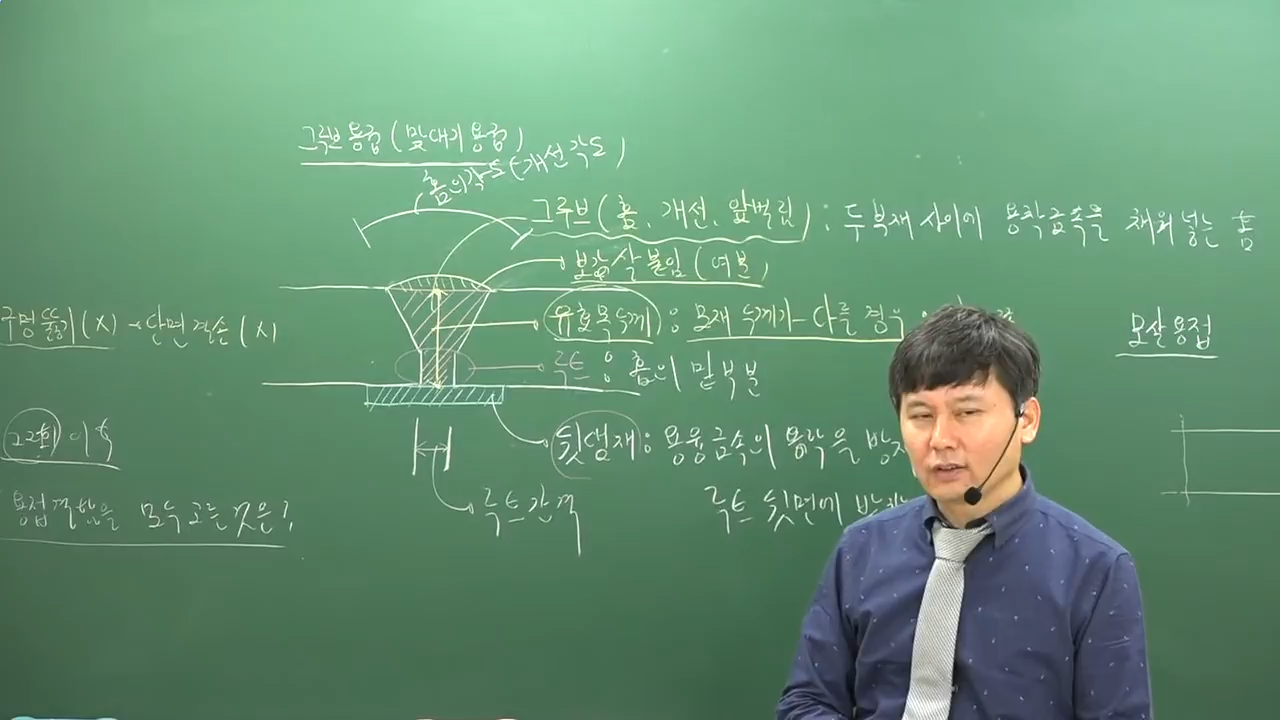 그루브 용접 (맞대기 용접)
홈의 각도 (개선 각도)
그루브 (홈, 개선, 앞벌림) : 두 부재 사이에 용착금속을 채워 넣는 홈
보강살 붙임 (여분)
유효목두께 : 모재 두께가 다를 경우 :
루트 : 홈의 밑부분
뒷댐재 : 용융금속의 용락을 방지
루트 간격
루트 뒷면에
구멍뚫기(X) → 단면결손(X)
22회 이후
용접결함을 모두 고르는 것은?
모살용접